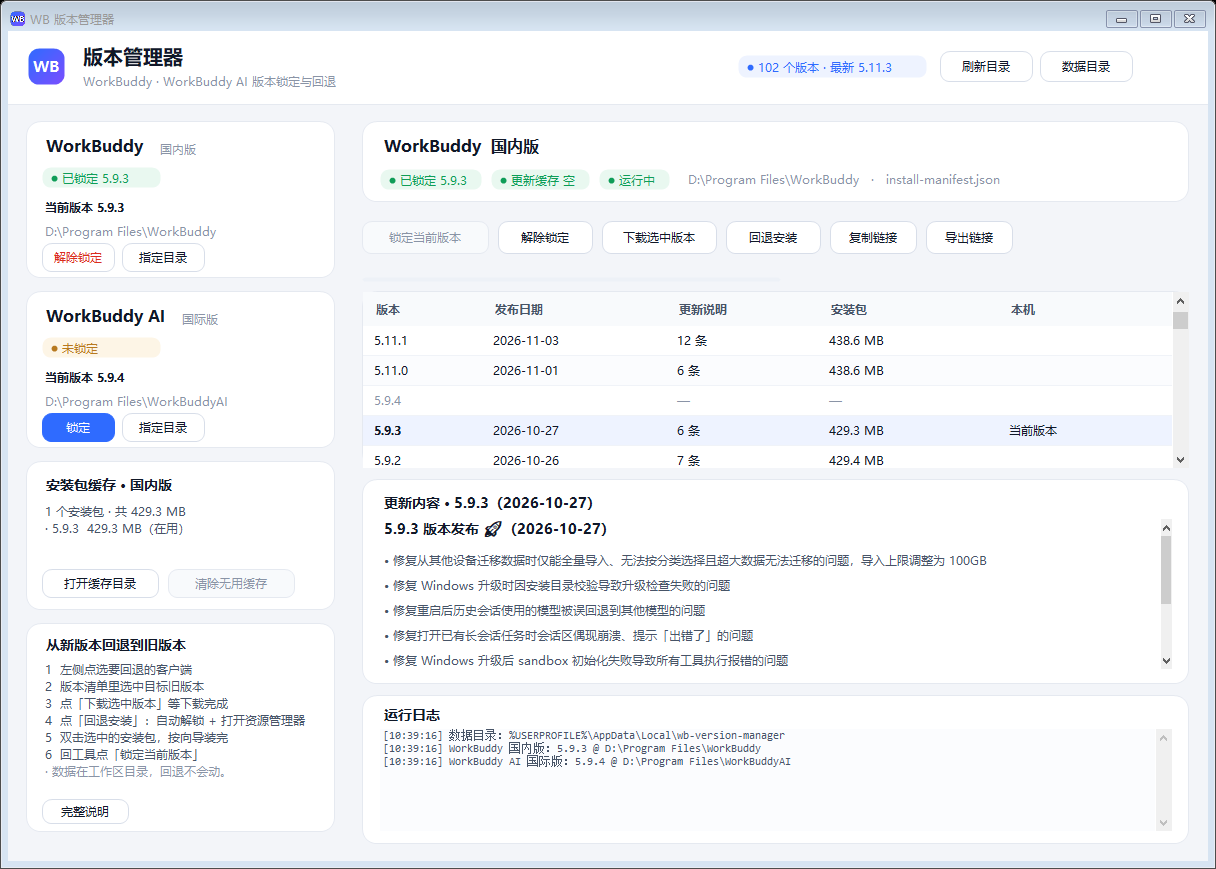 WB WB 版本管理器
WB
版本管理器
WorkBuddy · WorkBuddy AI 版本锁定与回退
102 个版本 · 最新 5.11.3
刷新目录
数据目录
WorkBuddy 国内版
已锁定 5.9.3
当前版本 5.9.3
D:\Program Files\WorkBuddy
解除锁定 指定目录
WorkBuddy AI 国际版
未锁定
当前版本 5.9.4
D:\Program Files\WorkBuddyAI
锁定 指定目录
安装包缓存 • 国内版
1 个安装包 · 共 429.3 MB
· 5.9.3 429.3 MB（在用）
打开缓存目录 清除无用缓存
从新版本回退到旧版本
1 左侧点选要回退的客户端
2 版本清单里选中目标旧版本
3 点「下载选中版本」等下载完成
4 点「回退安装」：自动解锁 + 打开资源管理器
5 双击选中的安装包，按向导装完
6 回工具点「锁定当前版本」
· 数据在工作区目录，回退不会动。
完整说明
WorkBuddy 国内版
已锁定 5.9.3 更新缓存 空 运行中 D:\Program Files\WorkBuddy · install-manifest.json
锁定当前版本 解除锁定 下载选中版本 回退安装 复制链接 导出链接
版本 发布日期 更新说明 安装包 本机
5.11.1 2026-11-03 12 条 438.6 MB
5.11.0 2026-11-01 6 条 438.6 MB
5.9.4 — —
5.9.3 2026-10-27 6 条 429.3 MB 当前版本
5.9.2 2026-10-26 7 条 429.4 MB
更新内容 • 5.9.3（2026-10-27）
5.9.3 版本发布 🚀（2026-10-27）
• 修复从其他设备迁移数据时仅能全量导入、无法按分类选择且超大数据无法迁移的问题，导入上限调整为 100GB
• 修复 Windows 升级时因安装目录校验导致升级检查失败的问题
• 修复重启后历史会话使用的模型被误回退到其他模型的问题
• 修复打开已有长会话任务时会话区偶现崩溃、提示「出错了」的问题
• 修复 Windows 升级后 sandbox 初始化失败导致所有工具执行报错的问题
运行日志
[10:39:16] 数据目录: %USERPROFILE%\AppData\Local\wb-version-manager
[10:39:16] WorkBuddy 国内版: 5.9.3 @ D:\Program Files\WorkBuddy
[10:39:16] WorkBuddy AI 国际版: 5.9.4 @ D:\Program Files\WorkBuddyAI